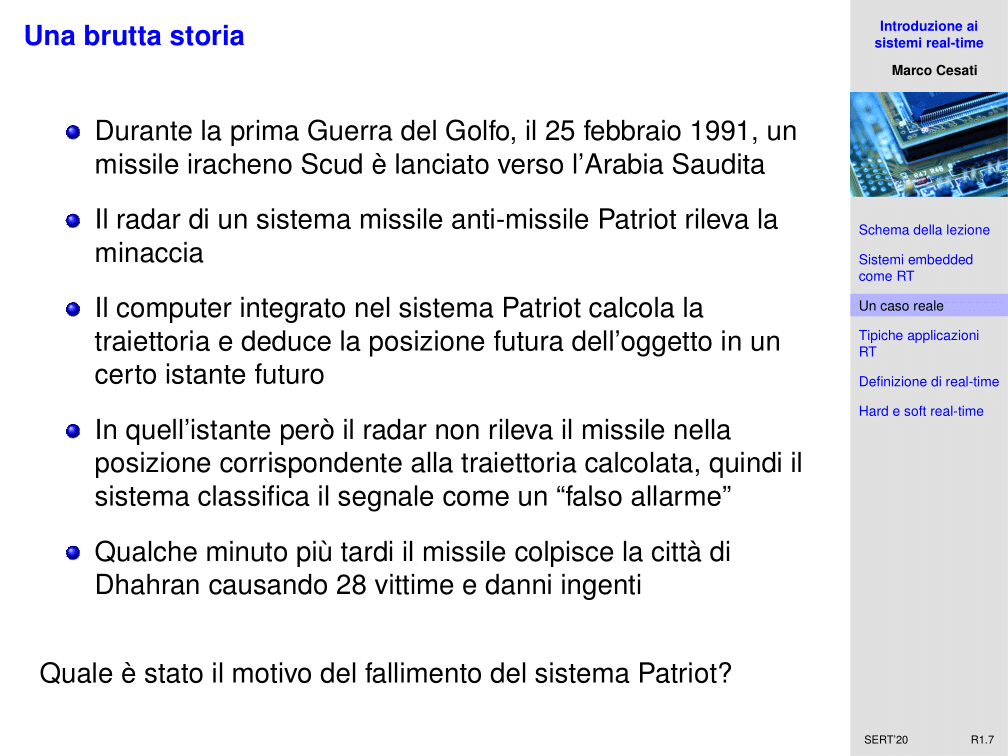 Una brutta storia
Durante la prima Guerra del Golfo, il 25 febbraio 1991, un
missile iracheno Scud è lanciato verso l’Arabia Saudita
Il radar di un sistema missile anti-missile Patriot rileva la
minaccia
Il computer integrato nel sistema Patriot calcola la
traiettoria e deduce la posizione futura dell’oggetto in un
certo istante futuro
In quell’istante però il radar non rileva il missile nella
posizione corrispondente alla traiettoria calcolata, quindi il
sistema classifica il segnale come un “falso allarme”
Qualche minuto più tardi il missile colpisce la città di
Dhahran causando 28 vittime e danni ingenti
Quale è stato il motivo del fallimento del sistema Patriot?
Introduzione ai
sistemi real-time
Marco Cesati
R47 R46
Schema della lezione
Sistemi embedded
come RT
Un caso reale
Tipiche applicazioni
RT
Definizione di real-time
Hard e soft real-time
SERT’20 R1.7